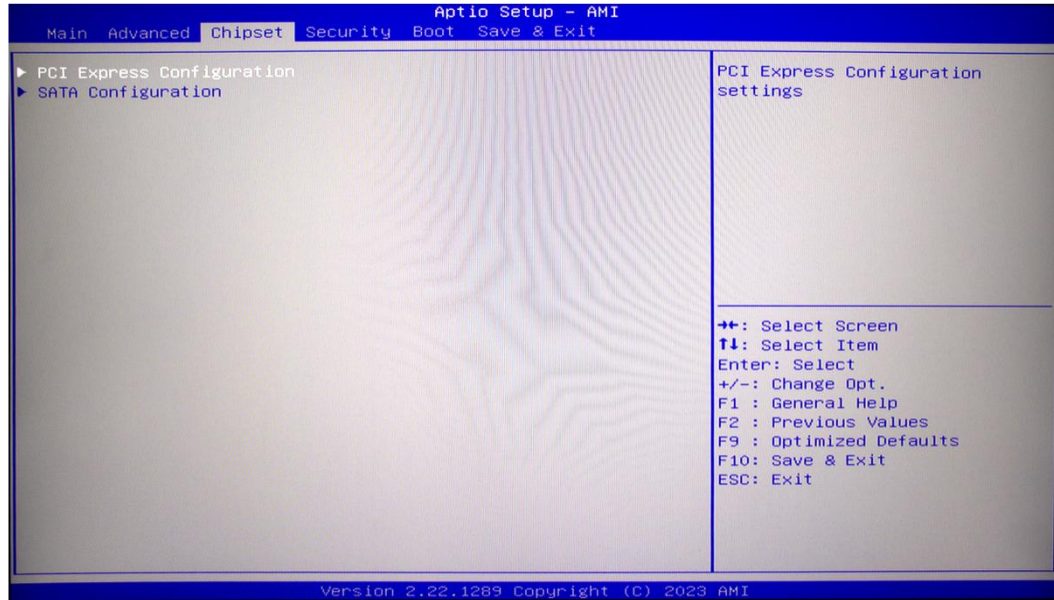 Aptio Setup - AMI
Main Advanced Chipset Security Boot Save & Exit
▶ PCI Express Configuration
▶ SATA Configuration
PCI Express Configuration
settings
→←: Select Screen
↑↓: Select Item
Enter: Select
+/-: Change Opt.
F1 : General Help
F2 : Previous Values
F9 : Optimized Defaults
F10: Save & Exit
ESC: Exit
Version 2.22.1289 Copyright (C) 2023 AMI